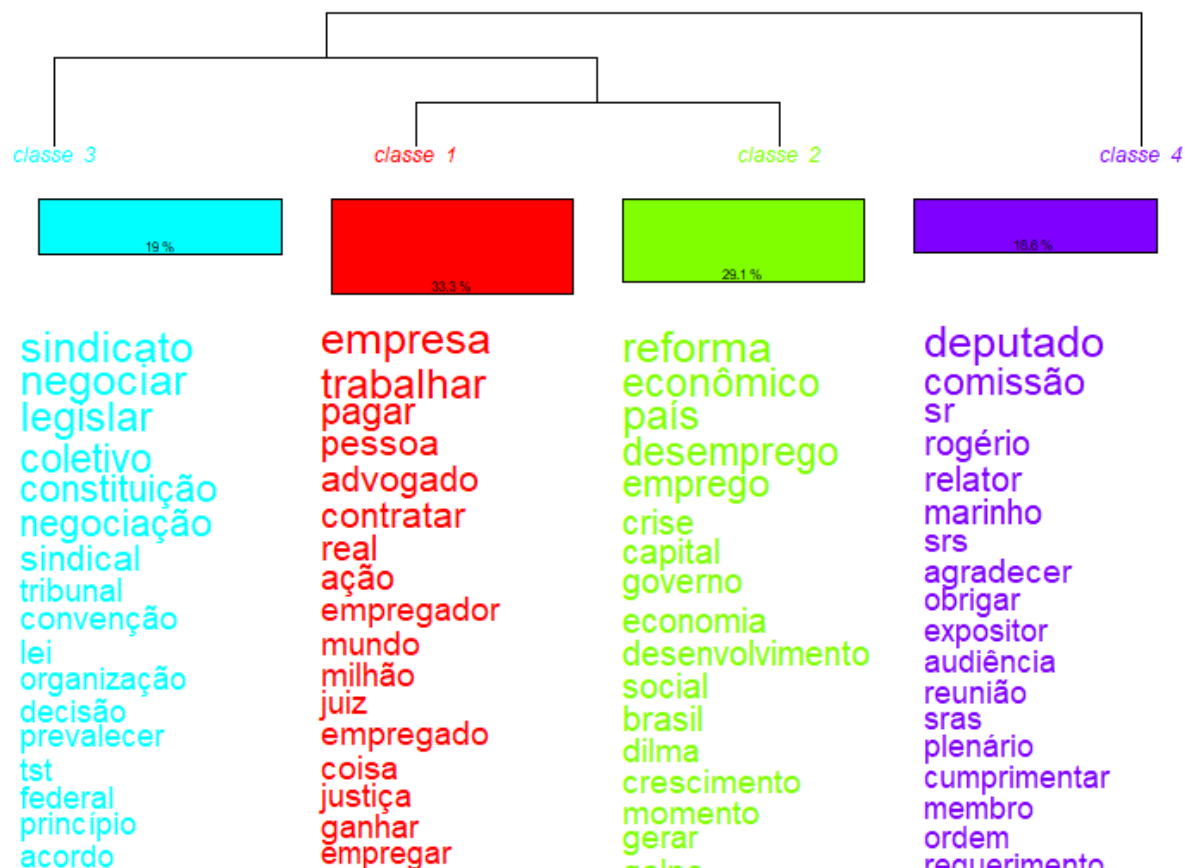 classe 3
classe 1
classe 2
classe 4
19 %
33.3 %
29.1 %
18.6 %
sindicato
negociar
legislar
coletivo
constituição
negociação
sindical
tribunal
convenção
lei
organização
decisão
prevalecer
tst
federal
princípio
acordo
empresa
trabalhar
pagar
pessoa
advogado
contratar
real
ação
empregador
mundo
milhão
juiz
empregado
coisa
justiça
ganhar
empregar
reforma
econômico
país
desemprego
emprego
crise
capital
governo
economia
desenvolvimento
social
brasil
dilma
crescimento
momento
gerar
deputado
comissão
sr
rogério
relator
marinho
srs
agradecer
obrigar
expositor
audiência
reunião
sras
plenário
cumprimentar
membro
ordem
requerimento